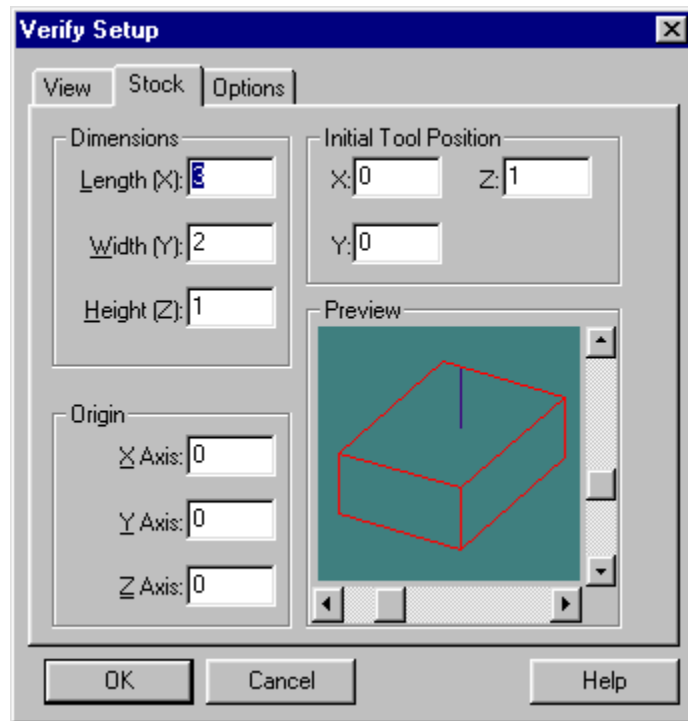 Verify Setup
View Stock Options
Dimensions
Length (X): 3
Width (Y): 2
Height (Z): 1
Initial Tool Position
X: 0 Z: 1
Y: 0
Origin
X Axis: 0
Y Axis: 0
Z Axis: 0
Preview
OK Cancel Help